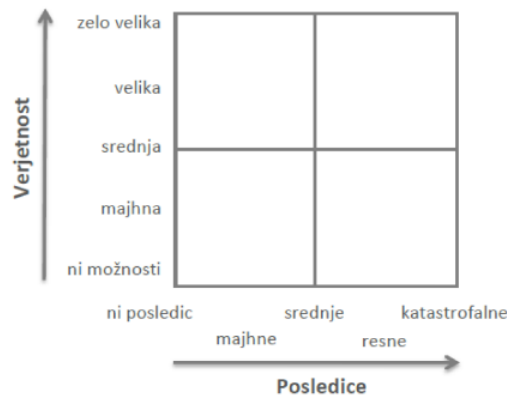 zelo velika
velika
srednja
majhna
ni možnosti
Verjetnost
ni posledic
srednje
katastrofalne
majhne
resne
Posledice